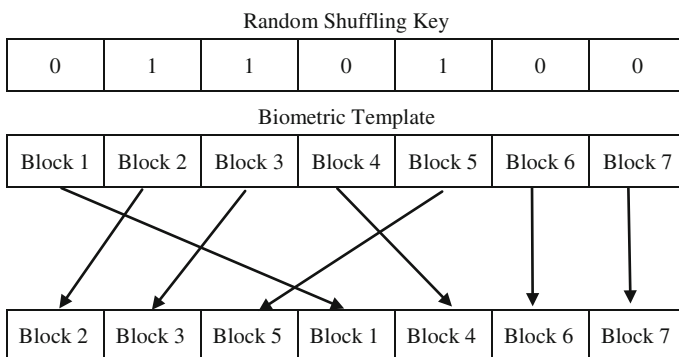 Random Shuffling Key
0 1 1 0 1 0 0
Biometric Template
Block 1 Block 2 Block 3 Block 4 Block 5 Block 6 Block 7
Block 2 Block 3 Block 5 Block 1 Block 4 Block 6 Block 7